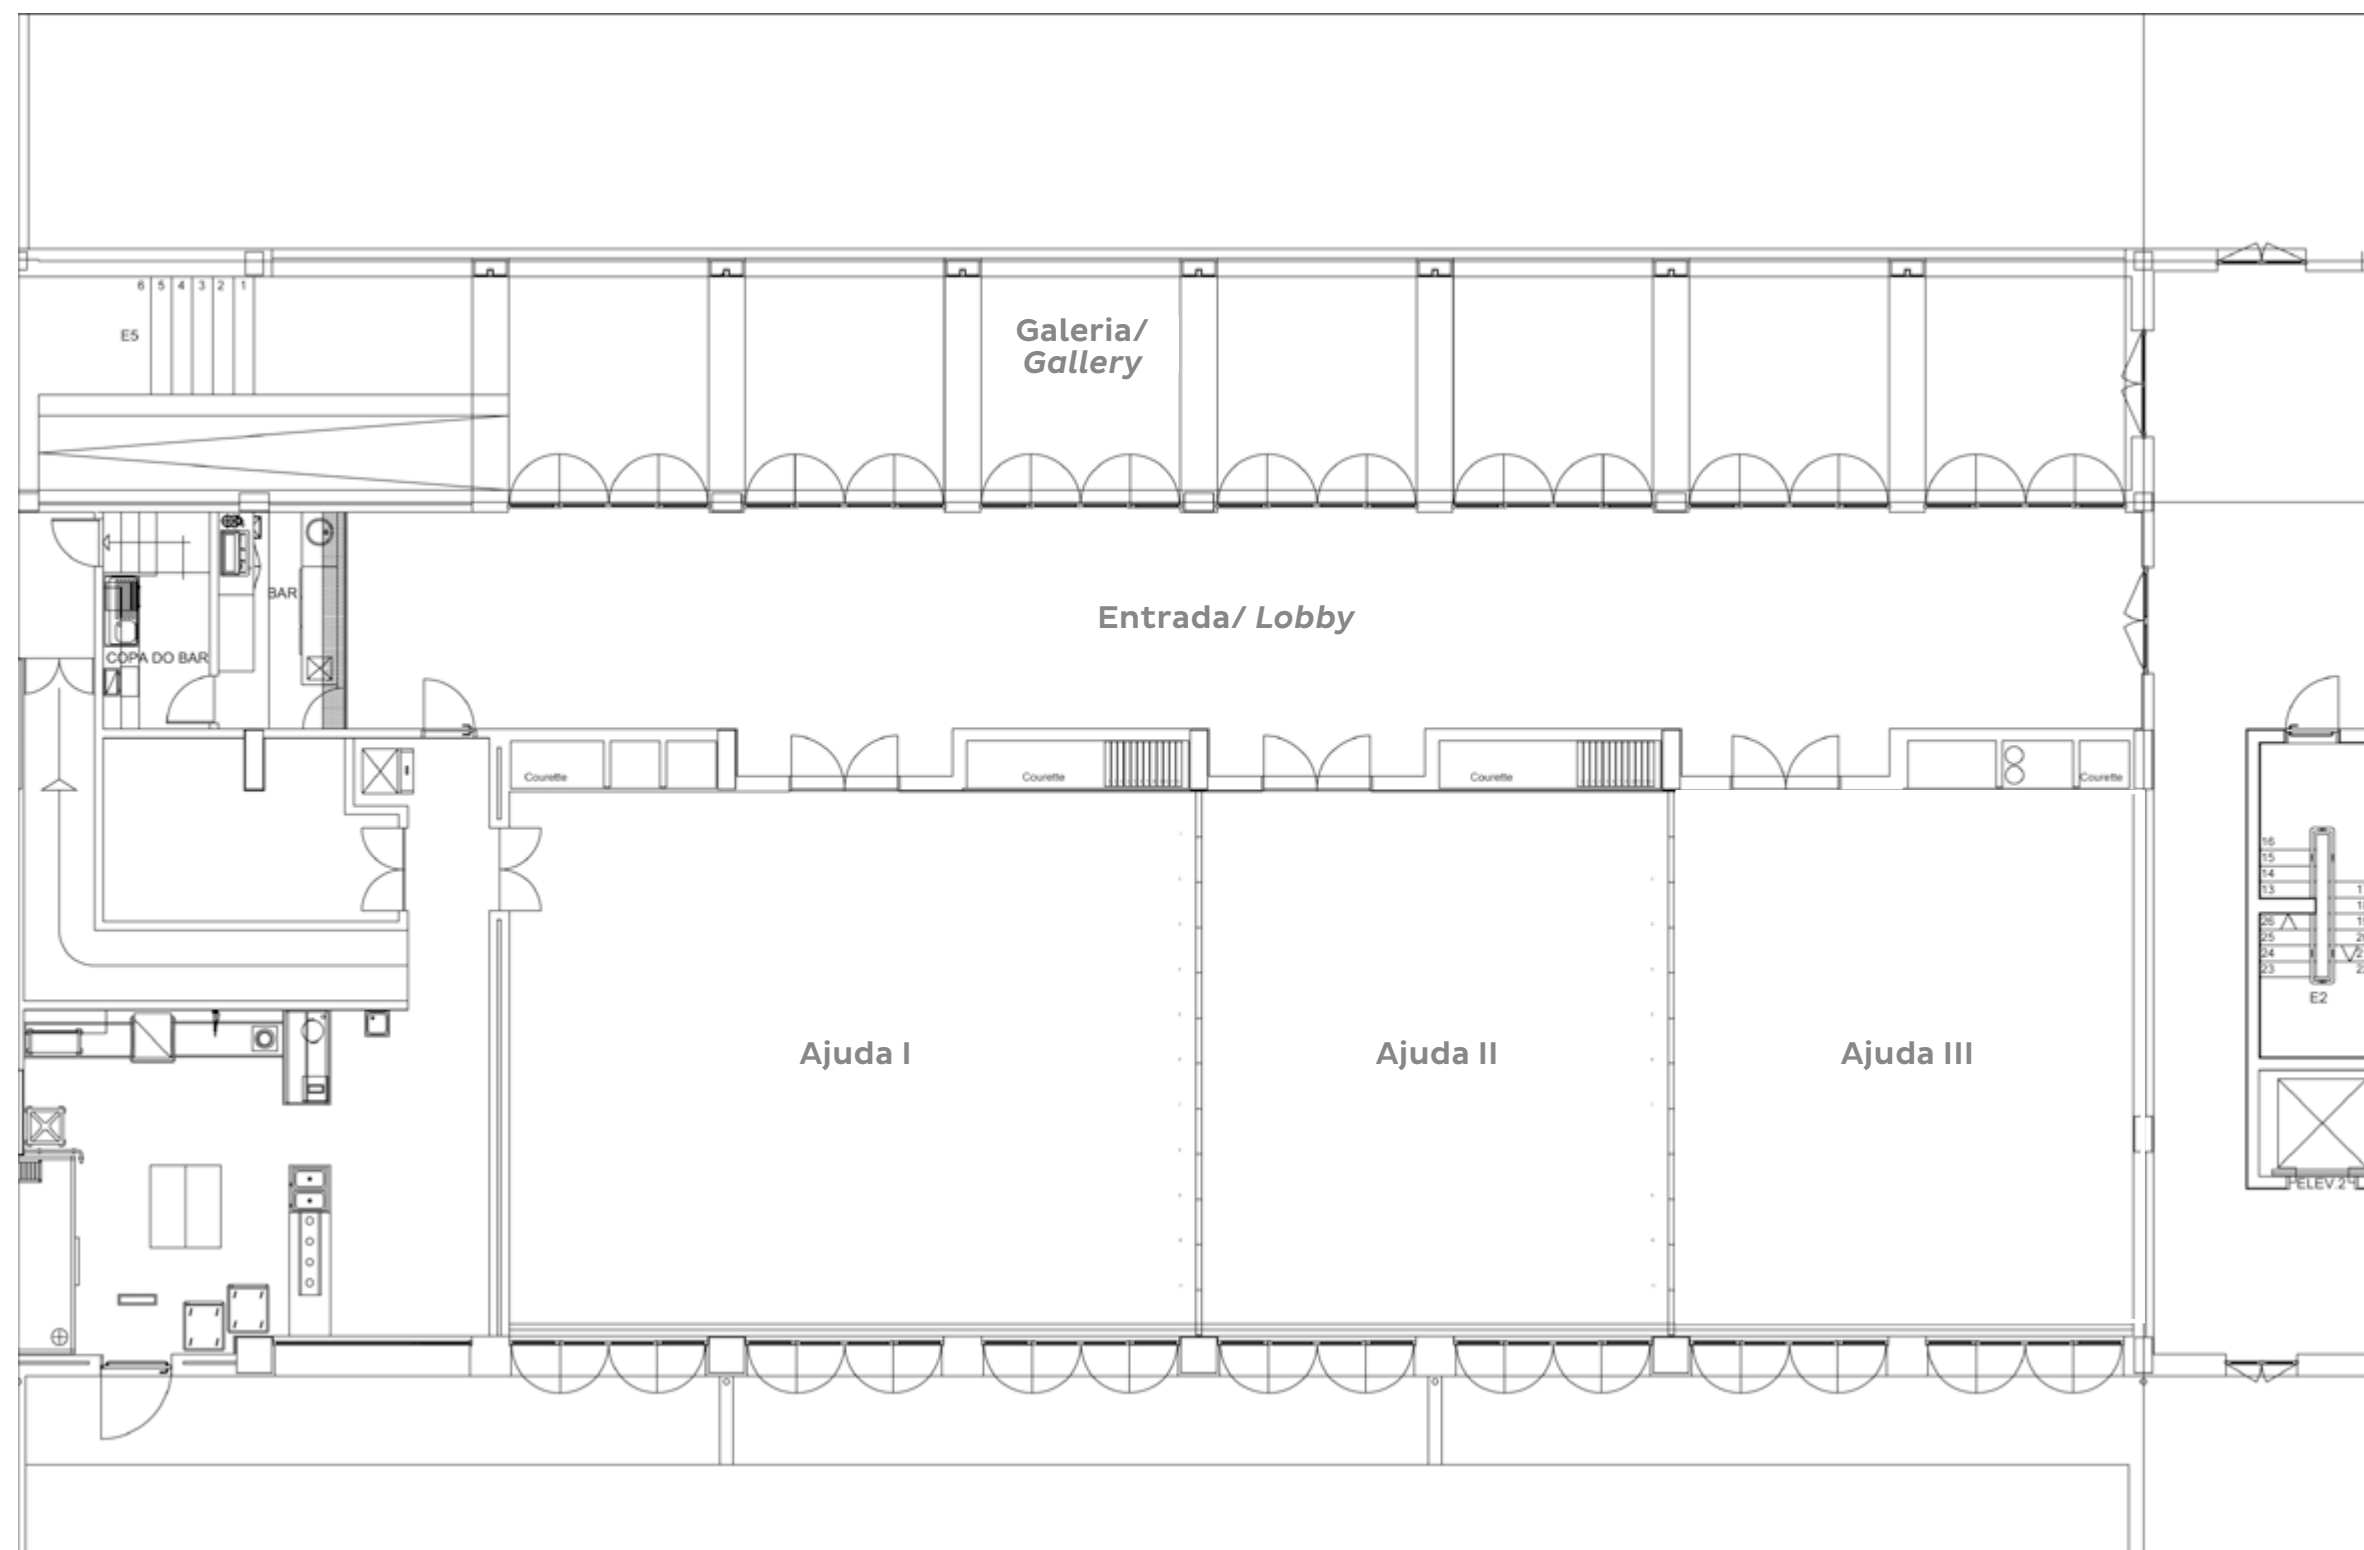 6 5 4 3 2 1
E5
Galeria/
Gallery
BAR
Entrada/ Lobby
COPA DO BAR
Courette
Courette
Courette
Courette
16
15
14
13
26
25
24
23
E2
Ajuda I
Ajuda II
Ajuda III
ELEV.2